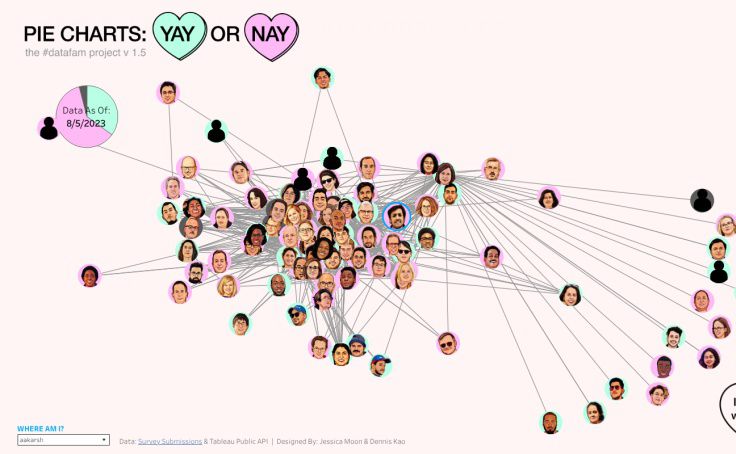 PIE CHARTS: YAY OR NAY
the #datafam project v 1.5
Data As Of:
8/5/2023
WHERE AM I?
aakarsh
Data: Survey Submissions & Tableau Public API | Designed By: Jessica Moon & Dennis Kao